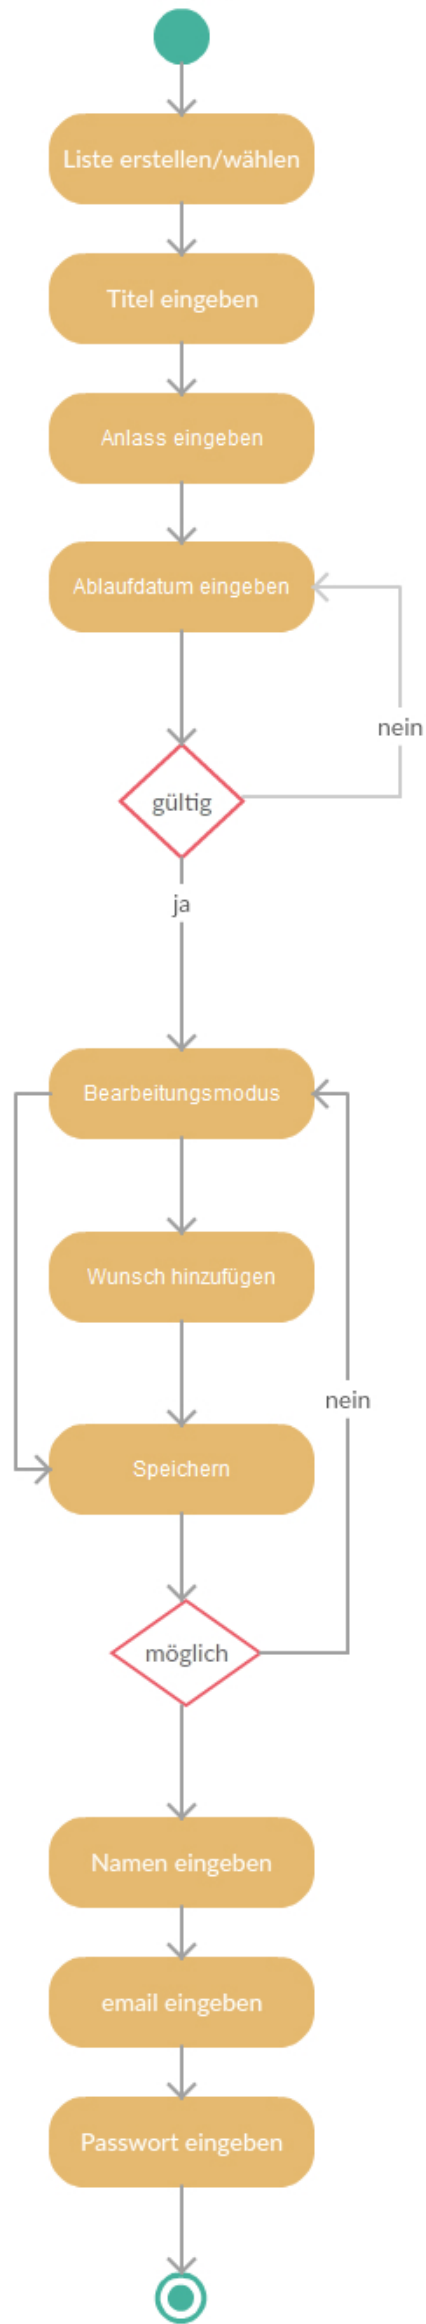 Liste erstellen/wählen
Titel eingeben
Anlass eingeben
Ablaufdatum eingeben
nein
gültig
ja
Bearbeitungsmodus
Wunsch hinzufügen
nein
Speichern
möglich
Namen eingeben
email eingeben
Passwort eingeben